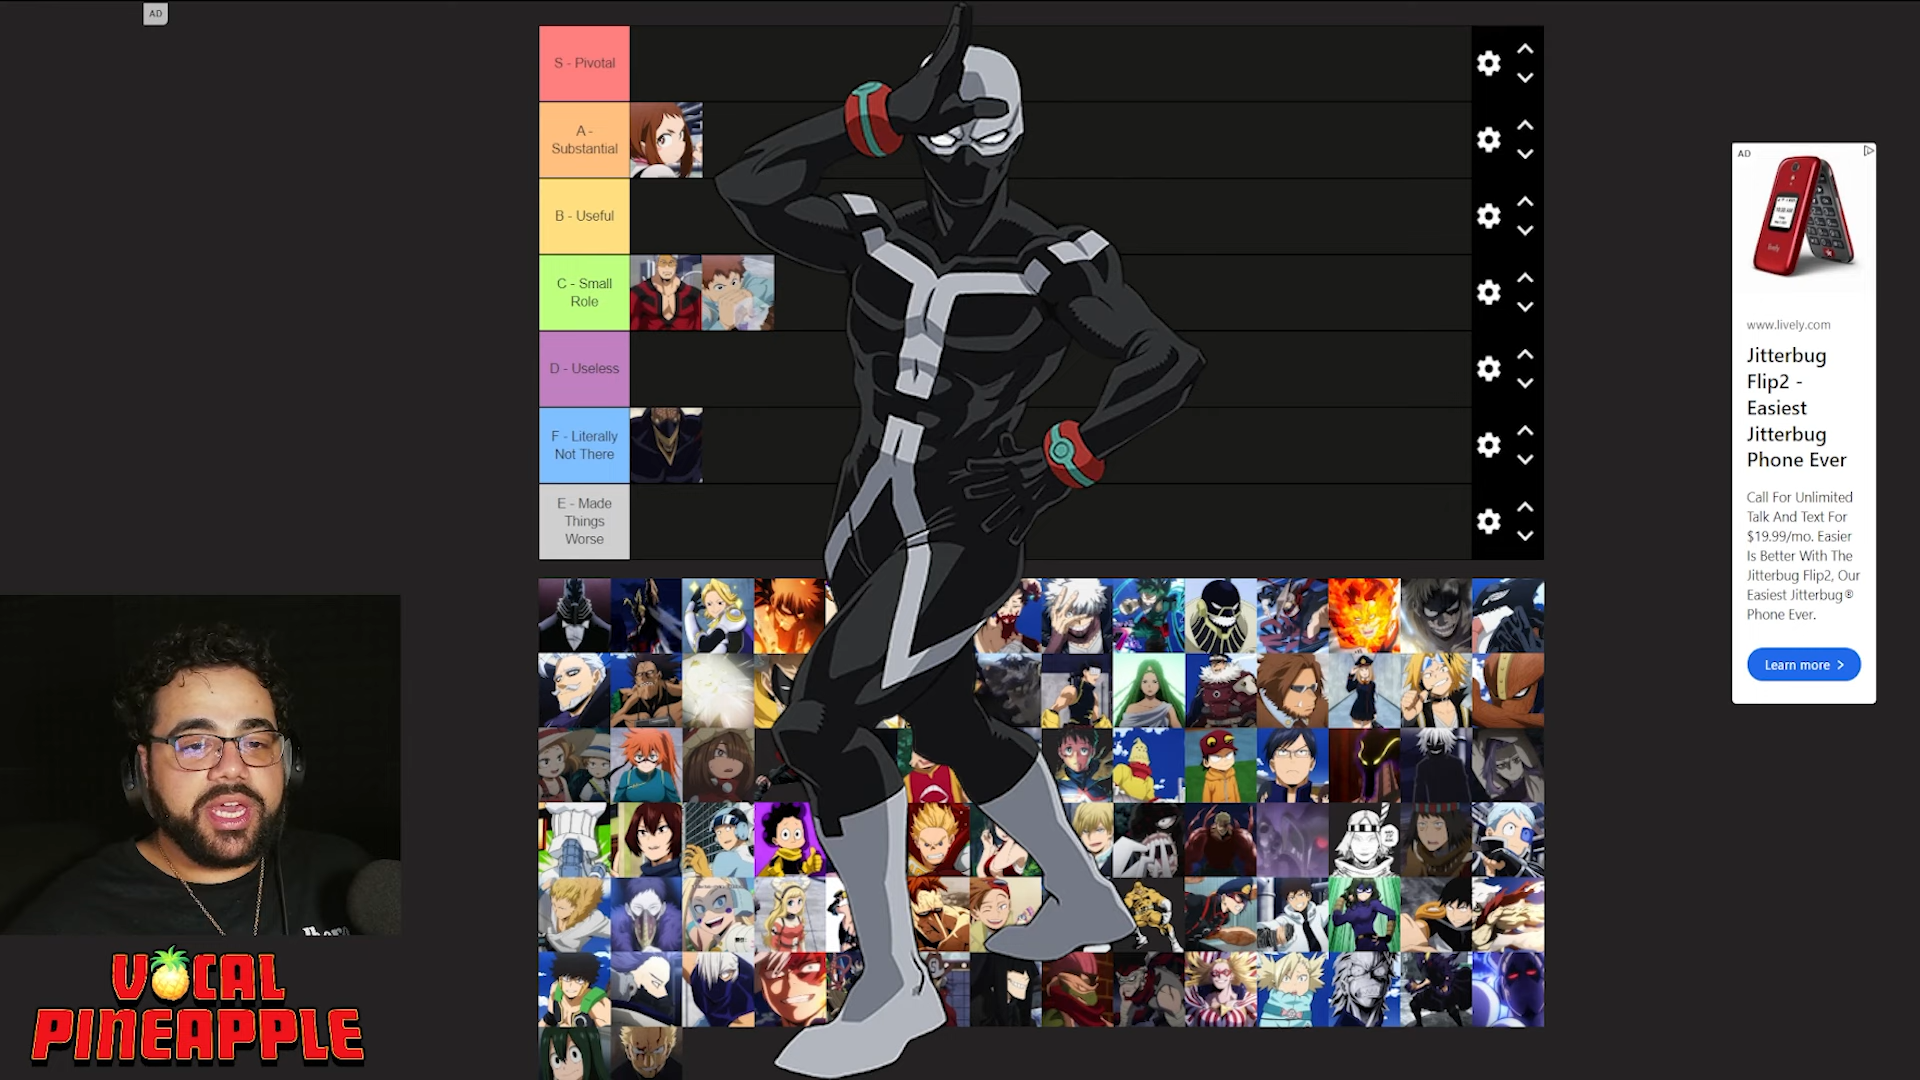 AD
S - Pivotal
A -
Substantial
B - Useful
C - Small
Role
D - Useless
F - Literally
Not There
E - Made
Things
Worse
AD
lively
www.lively.com
Jitterbug
Flip2 -
Easiest
Jitterbug
Phone Ever
Call For Unlimited
Talk And Text For
$19.99/mo. Easier
Is Better With The
Jitterbug Flip2, Our
Easiest Jitterbug®
Phone Ever.
Learn more
VOCAL
PINEAPPLE